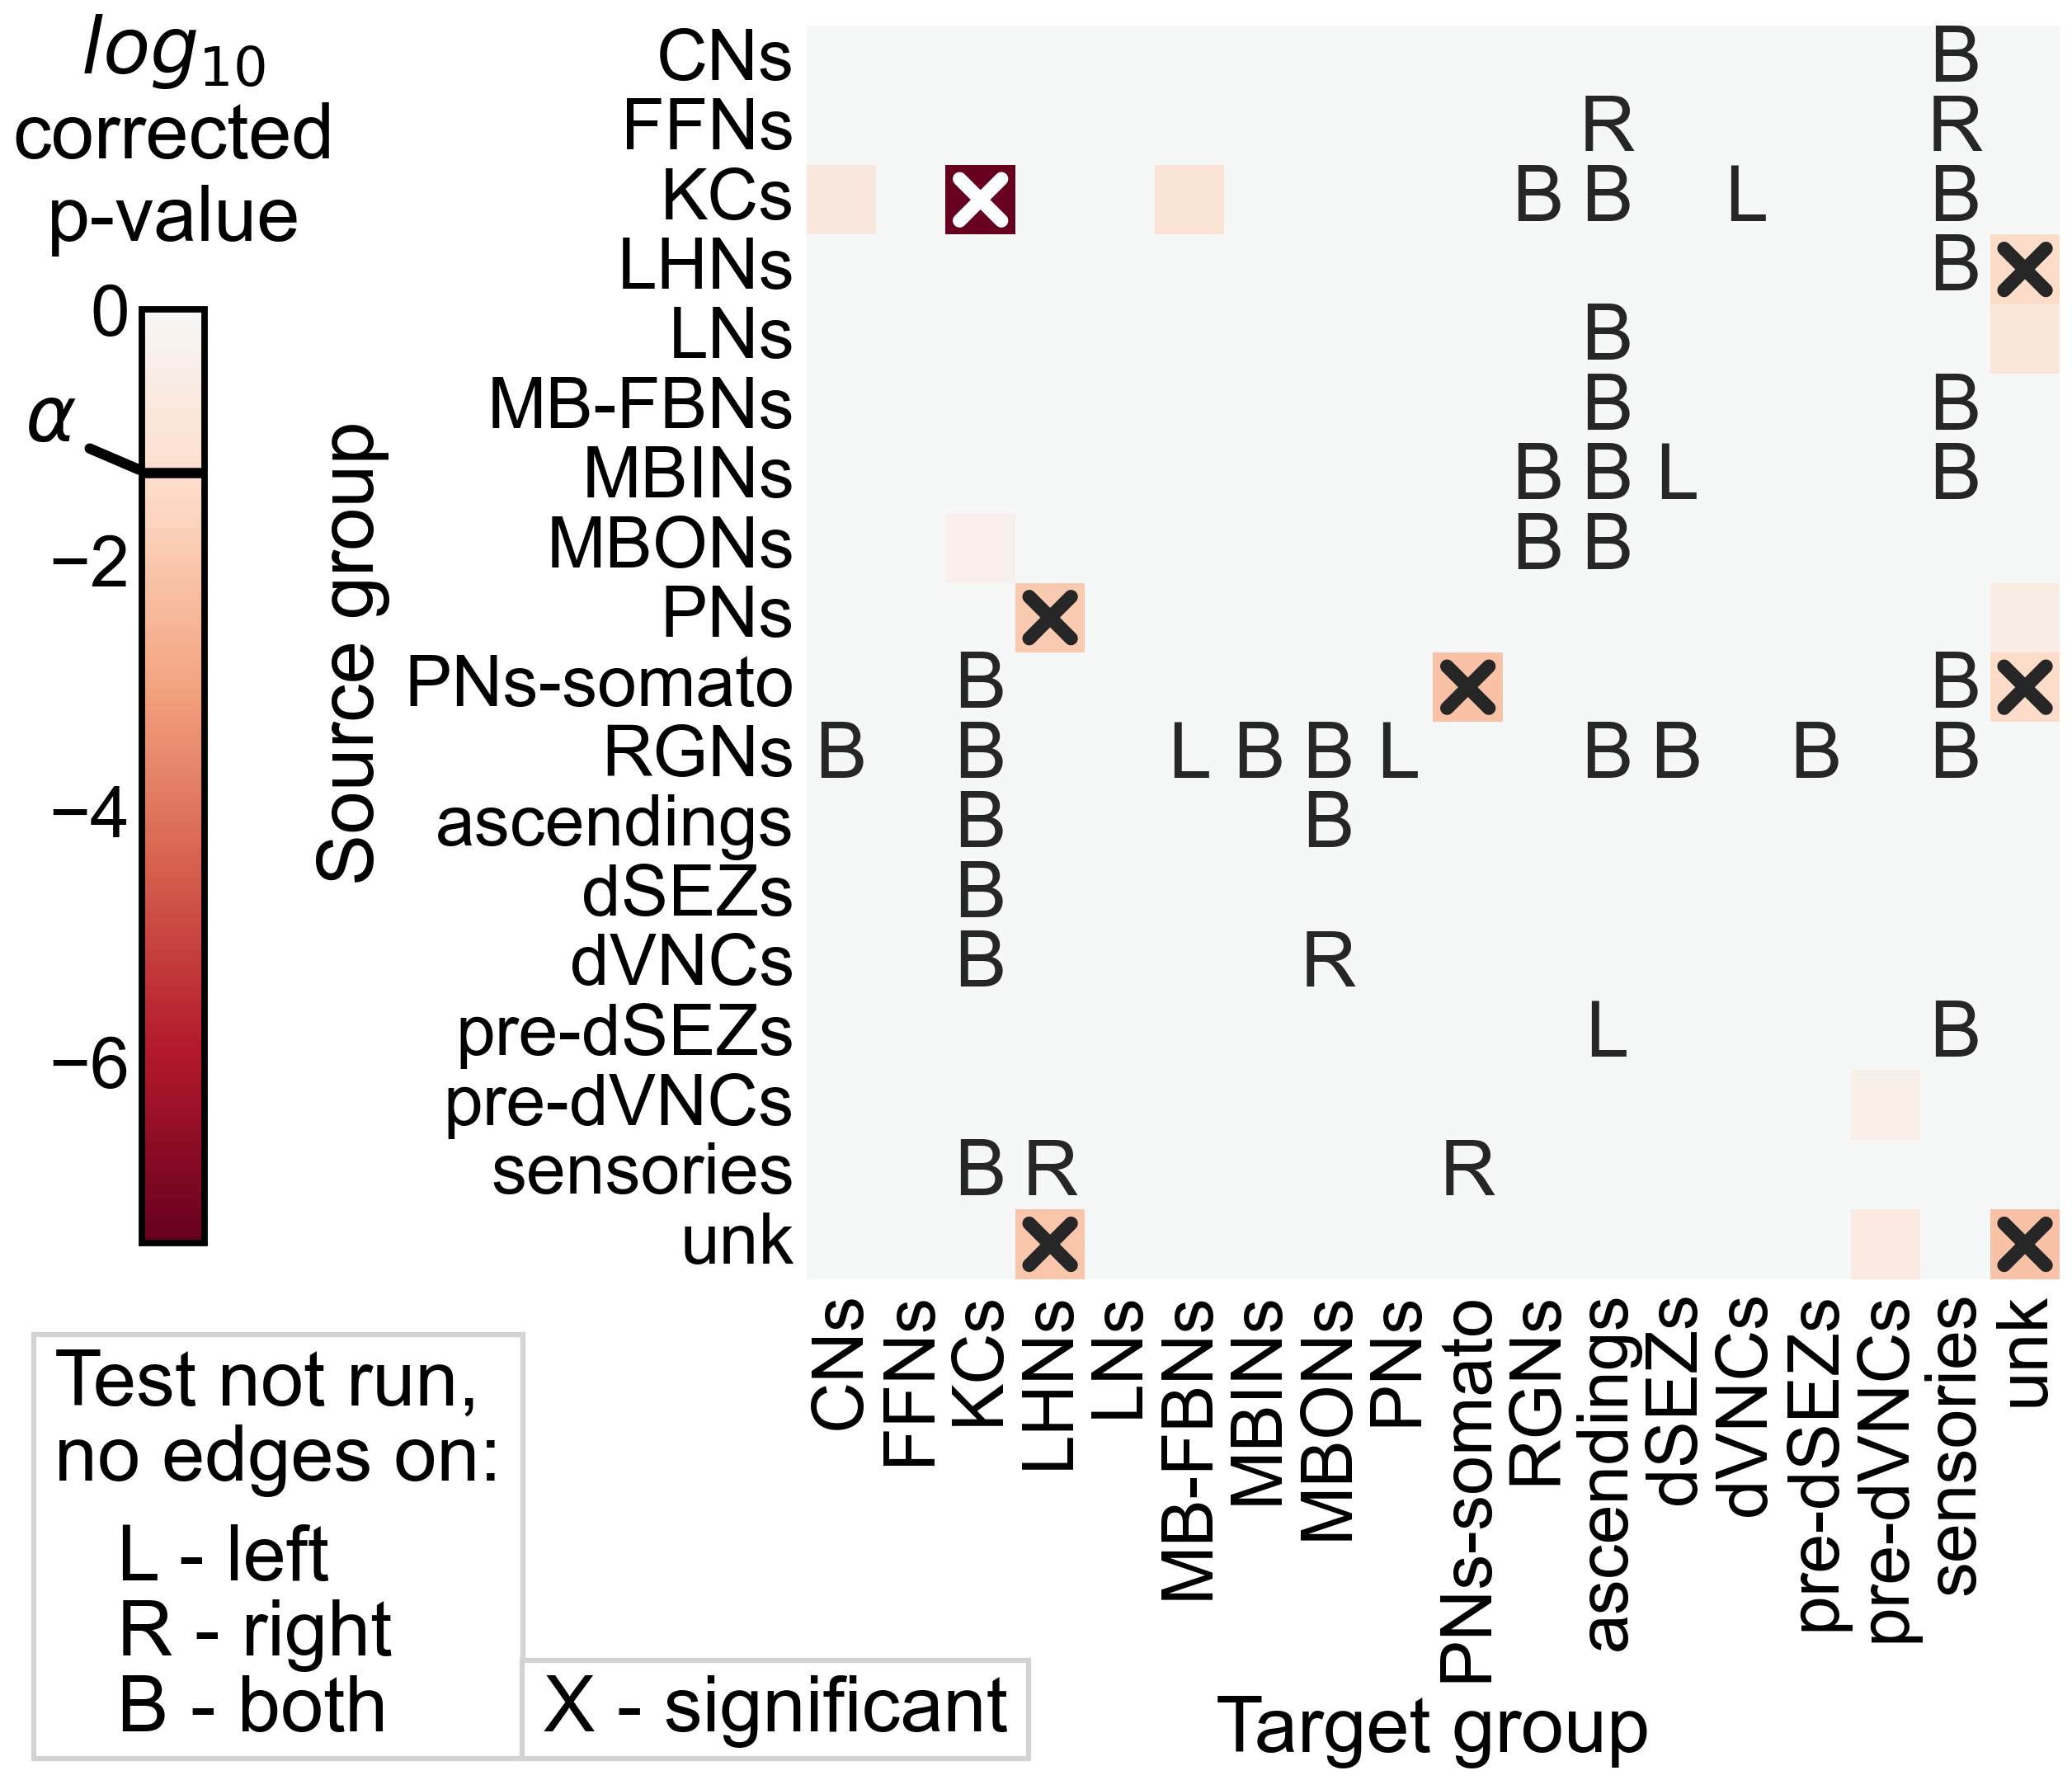 log10
corrected
p-value
0
α
−2
−4
−6
Source group
CNs B
FFNs R R
KCs X B B L B
LHNs B X
LNs B
MB-FBNs B B
MBINs B B L B
MBONs B B
PNs X
PNs-somato B X B X
RGNs B B L B B L B B B B
ascendings B B
dSEZs B
dVNCs B R
pre-dSEZs L B
pre-dVNCs
sensories B R R
unk X X
CNs
FFNs
KCs
LHNs
LNs
MB-FBNs
MBINs
MBONs
PNs
PNs-somato
RGNs
ascendings
dSEZs
dVNCs
pre-dSEZs
pre-dVNCs
sensories
unk
Target group
Test not run,
no edges on:
L - left
R - right
B - both
X - significant